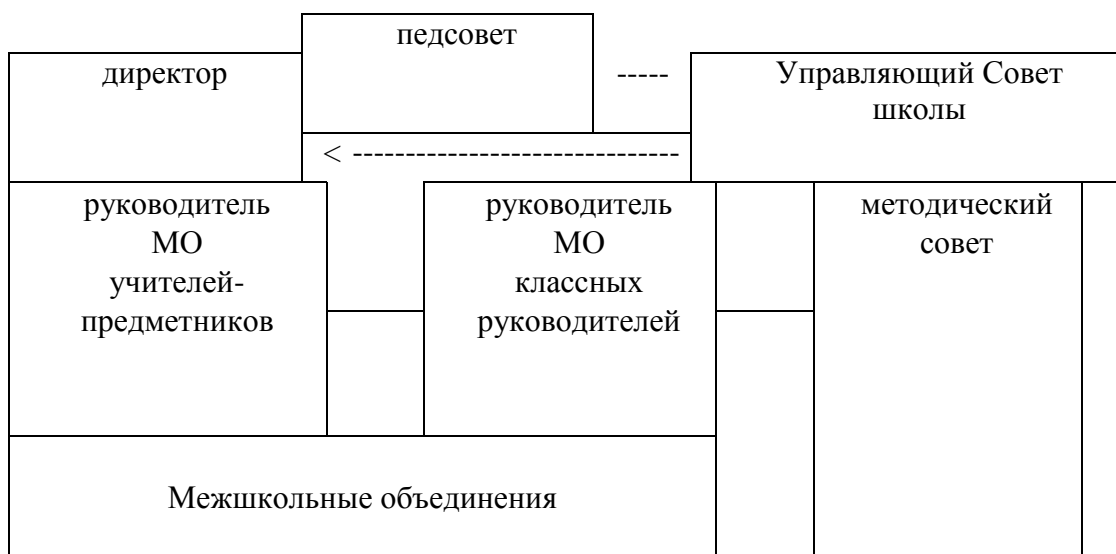 педсовет
директор
-----
Управляющий Совет
школы
< -------------------------------
руководитель
МО
учителей-
предметников
руководитель
МО
классных
руководителей
методический
совет
Межшкольные объединения